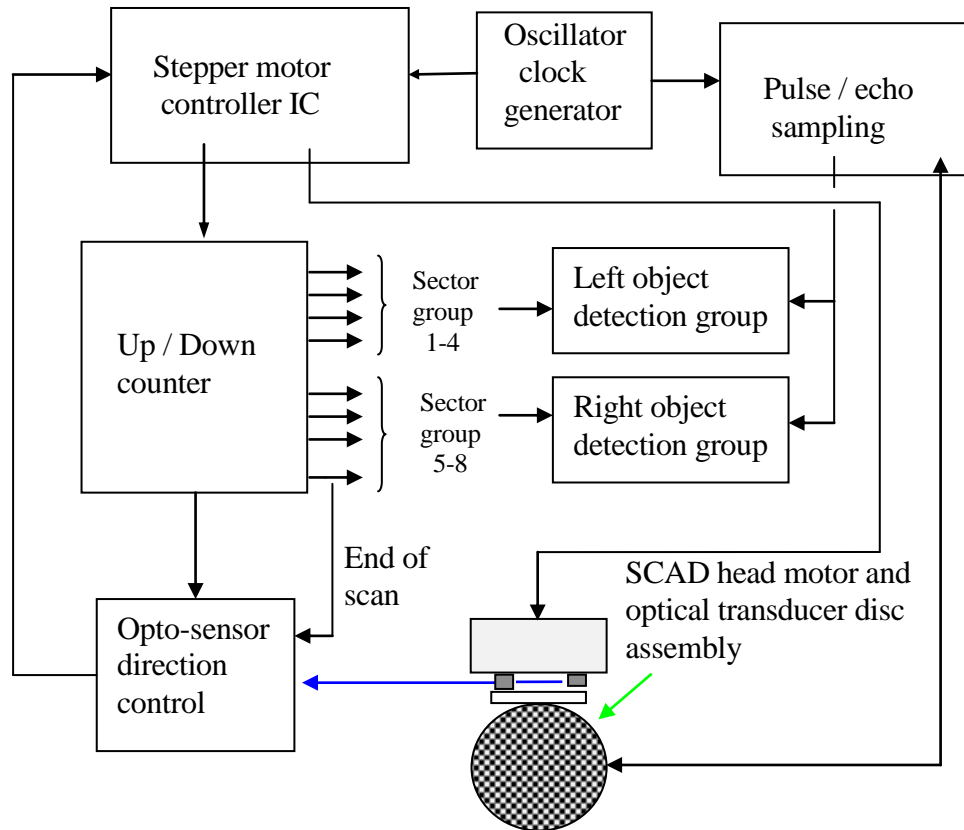 Stepper motor
controller IC
Oscillator
clock
generator
Pulse / echo
sampling
Up / Down
counter
Sector
group
1-4
Left object
detection group
Sector
group
5-8
Right object
detection group
End of
scan
Opto-sensor
direction
control
SCAD head motor and
optical transducer disc
assembly